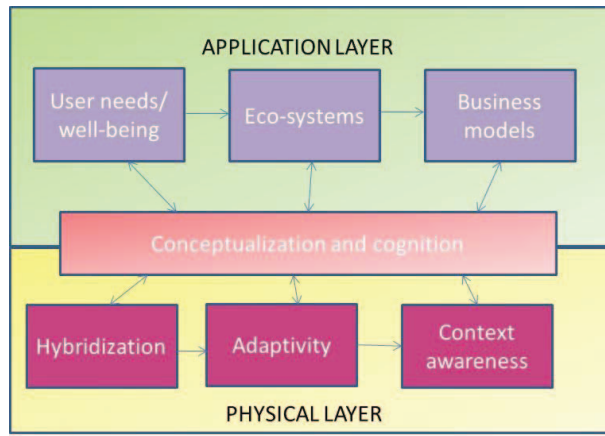 APPLICATION LAYER
User needs/
well-being
Eco-systems
Business
models
Conceptualization and cognition
Hybridization
Adaptivity
Context
awareness
PHYSICAL LAYER